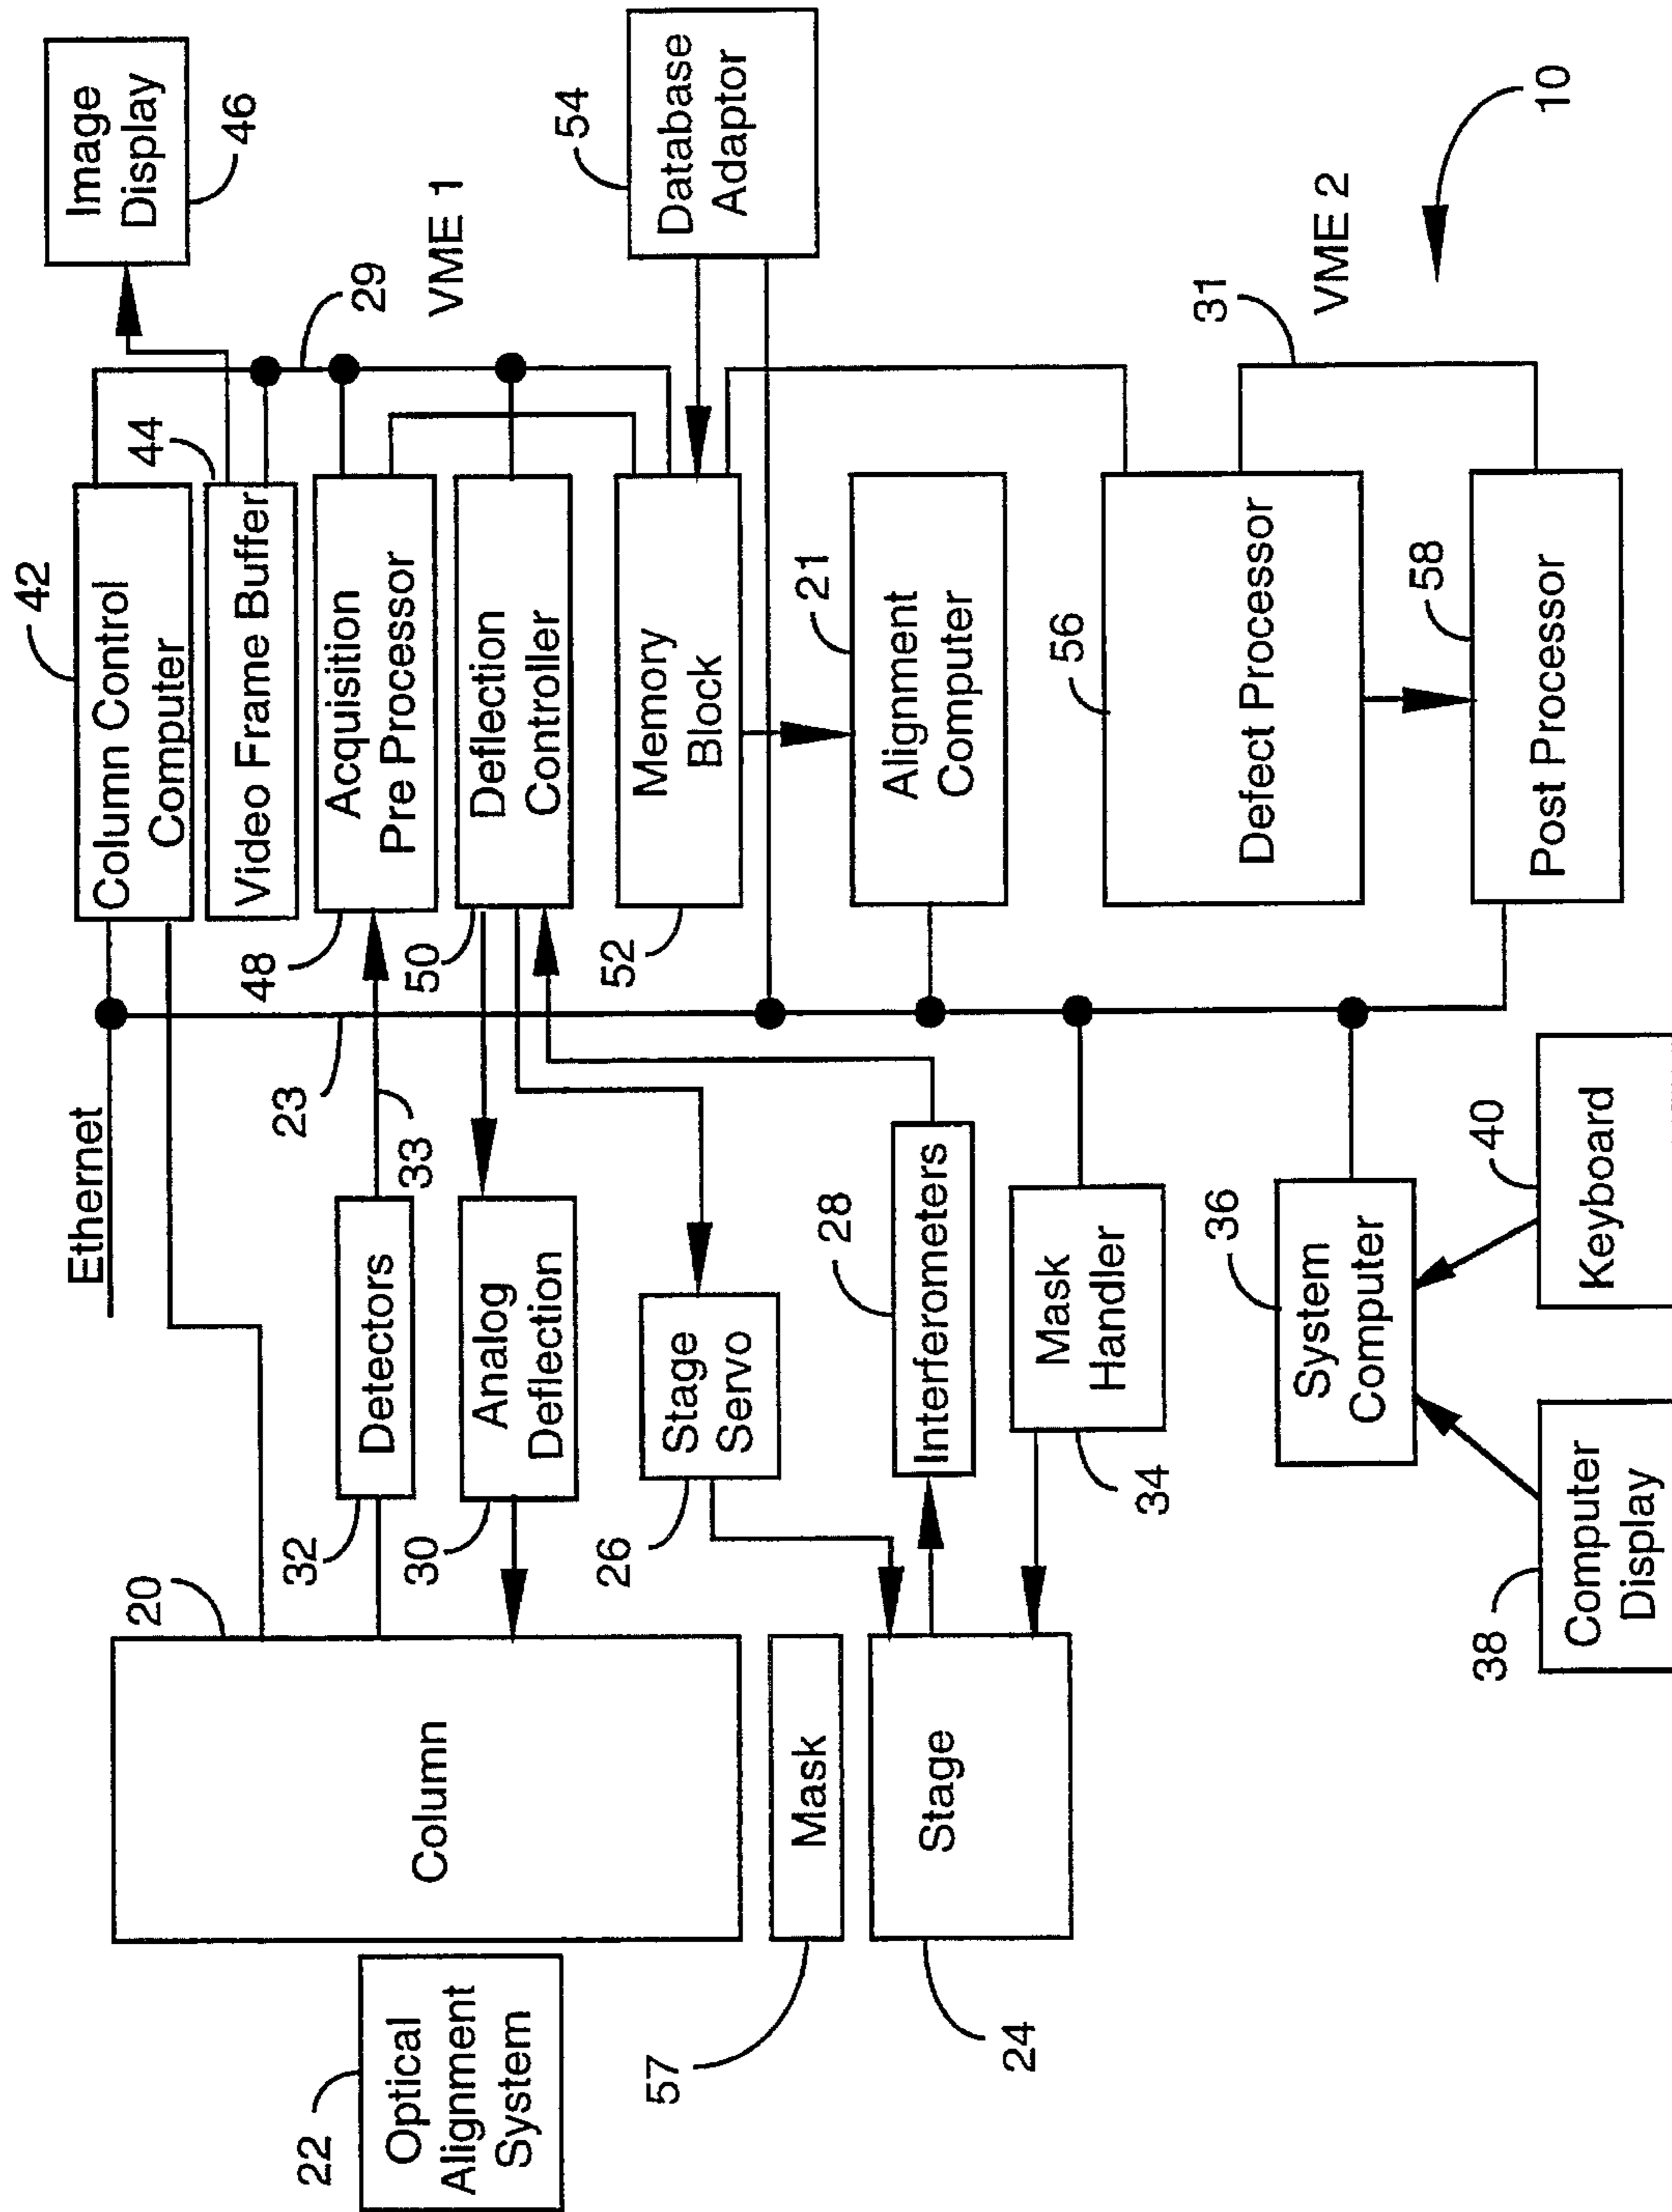 Image
Display
46
42
Column Control
Computer
44
Video Frame Buffer
29
VME 1
Ethernet
23
48
Acquisition
Pre Processor
54
Database
Adaptor
50
Deflection
Controller
52
Memory
Block
21
Alignment
Computer
56
Defect Processor
31
VME 2
10
58
Post Processor
33
32
Detectors
30
Analog
Deflection
26
Stage
Servo
28
Interferometers
34
Mask
Handler
36
System
Computer
40
Keyboard
38
Computer
Display
20
Column
22
Optical
Alignment
System
57
Mask
24
Stage